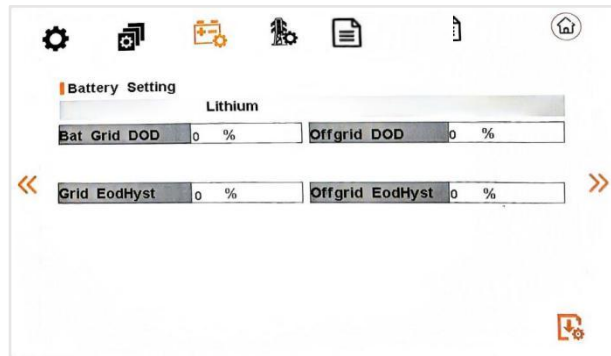 Battery Setting
Lithium
Bat Grid DOD 0 % Offgrid DOD 0 %
Grid EodHyst 0 % Offgrid EodHyst 0 %